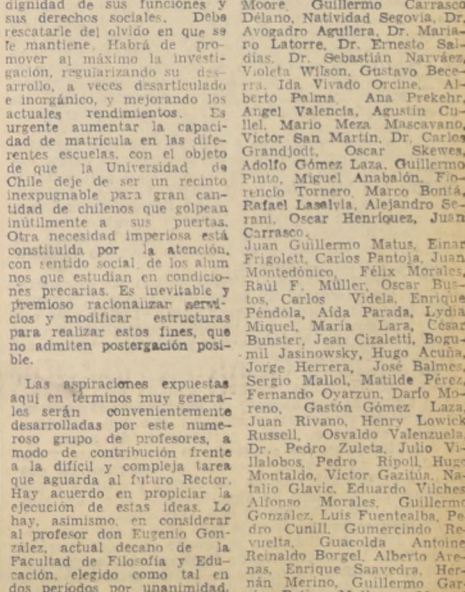 dignidad de sus funciones y
sus derechos sociales. Debe
rescatarle del olvido en que se
le mantiene. Habrá de pro-
mover al máximo la investi-
gación, regularizando su des-
arrollo, a veces desarticulado
e inorgánico, y mejorando los
actuales rendimientos. Es
urgente aumentar la capaci-
dad de matrícula en las dife-
rentes escuelas, con el objeto
de que la Universidad de
Chile deje de ser un recinto
inexpugnable para gran can-
tidad de chilenos que golpean
inútilmente a sus puertas.
Otra necesidad imperiosa está
constituida por la atención,
con sentido social, de los alum
nos que estudian en condicio-
nes precarias. Es inevitable y
premioso racionalizar servi-
cios y modificar estructuras
para realizar estos fines, que
no admiten postergación posi-
ble.
Las aspiraciones expuestas
aquí en términos muy genera-
les serán convenientemente
desarrolladas por este nume-
roso grupo de profesores, a
modo de contribución frente
a la difícil y compleja tarea
que aguarda al futuro Rector.
Hay acuerdo en propiciar la
ejecución de estas ideas. Lo
hay, asimismo, en considerar
al profesor don Eugenio Gon-
zález, actual decano de la
Facultad de Filosofía y Edu-
cación, elegido como tal en
dos períodos por unanimidad,
Moore, Guillermo Carrasco
Délano, Natividad Segovia, Dr.
Avogadro Aguilera, Dr. Maria-
no Latorre, Dr. Ernesto Sal-
días, Dr. Sebastián Narváez,
Violeta Wilson, Gustavo Bece-
rra, Ida Vivado Orcine, Al-
berto Palma, Ana Prekehr,
Angel Valencia, Agustín Cu-
llel, Mario Meza Mascavano,
Víctor San Martín, Dr. Carlos
Grandjodt, Oscar Skewes,
Adolfo Gómez Laza, Guillermo
Pinto, Miguel Anabalón, Flo-
rencio Tornero, Marco Bontá,
Rafael Lasalvia, Alejandro Se-
rani, Oscar Henríquez, Juan
Carrasco.
Juan Guillermo Matus, Einar
Frigolett, Carlos Pantoja, Juan
Montedónico, Félix Morales,
Raúl F. Müller, Oscar Bus-
tos, Carlos Videla, Enrique
Péndola, Aída Parada, Lydia
Miquel, María Lara, César
Bunster, Jean Cizaletti, Bogu-
mil Jasinowsky, Hugo Acuña,
Jorge Herrera, José Balmes
Sergio Mallol, Matilde Pérez,
Fernando Oyarzún, Darío Mo-
reno, Gastón Gómez Laza
Juan Rivano, Henry Lowick
Russell, Osvaldo Valenzuela
Dr. Pedro Zuleta, Julio Vi-
llalobos, Pedro Ripoll, Hugo
Montaldo, Víctor Gazitúa, Na-
talio Glavic, Eduardo Vilches
Alfonso Morales, Guillermo
González, Luis Fuentealba, Pe
dro Cunill, Gumercindo Re-
vuelta, Guacolda Antoine
Reinaldo Borgel, Alberto Are-
nas, Enrique Saavedra, Her-
nán Merino, Guillermo Gar-